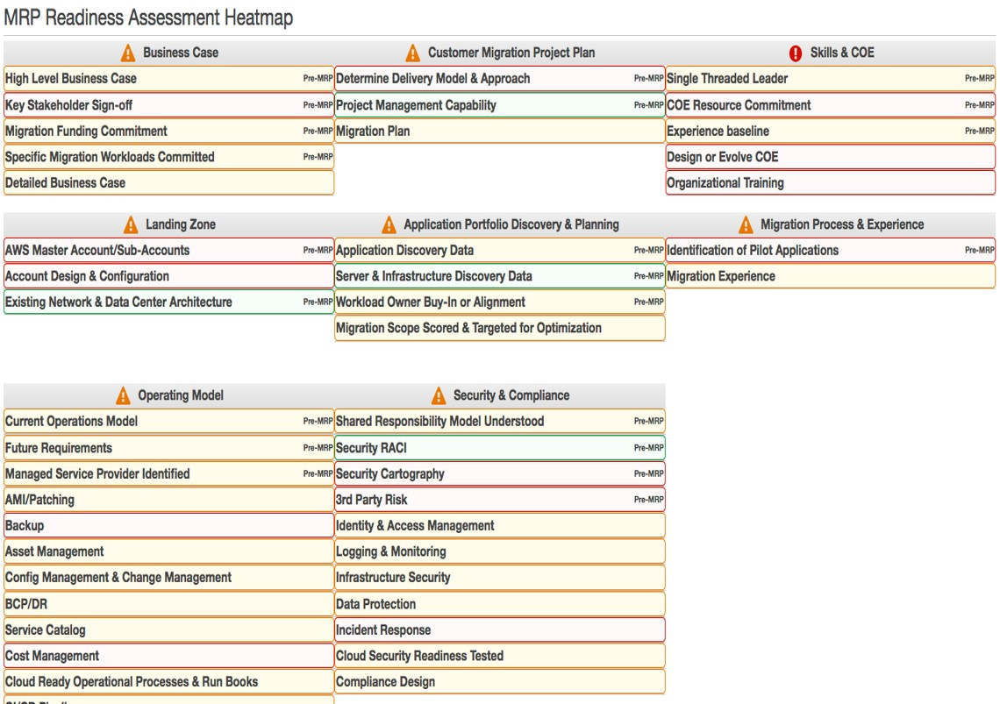 MRP Readiness Assessment Heatmap
Business Case
High Level Business Case Pre-MRP
Key Stakeholder Sign-off Pre-MRP
Migration Funding Commitment Pre-MRP
Specific Migration Workloads Committed Pre-MRP
Detailed Business Case
Customer Migration Project Plan
Determine Delivery Model & Approach Pre-MRP
Project Management Capability Pre-MRP
Migration Plan
Skills & COE
Single Threaded Leader Pre-MRP
COE Resource Commitment Pre-MRP
Experience baseline Pre-MRP
Design or Evolve COE
Organizational Training
Landing Zone
AWS Master Account/Sub-Accounts Pre-MRP
Account Design & Configuration
Existing Network & Data Center Architecture Pre-MRP
Application Portfolio Discovery & Planning
Application Discovery Data Pre-MRP
Server & Infrastructure Discovery Data Pre-MRP
Workload Owner Buy-In or Alignment Pre-MRP
Migration Scope Scored & Targeted for Optimization
Migration Process & Experience
Identification of Pilot Applications Pre-MRP
Migration Experience
Operating Model
Current Operations Model Pre-MRP
Future Requirements Pre-MRP
Managed Service Provider Identified Pre-MRP
AMI/Patching
Backup
Asset Management
Config Management & Change Management
BCP/DR
Service Catalog
Cost Management
Cloud Ready Operational Processes & Run Books
Security & Compliance
Shared Responsibility Model Understood Pre-MRP
Security RACI Pre-MRP
Security Cartography Pre-MRP
3rd Party Risk Pre-MRP
Identity & Access Management
Logging & Monitoring
Infrastructure Security
Data Protection
Incident Response
Cloud Security Readiness Tested
Compliance Design